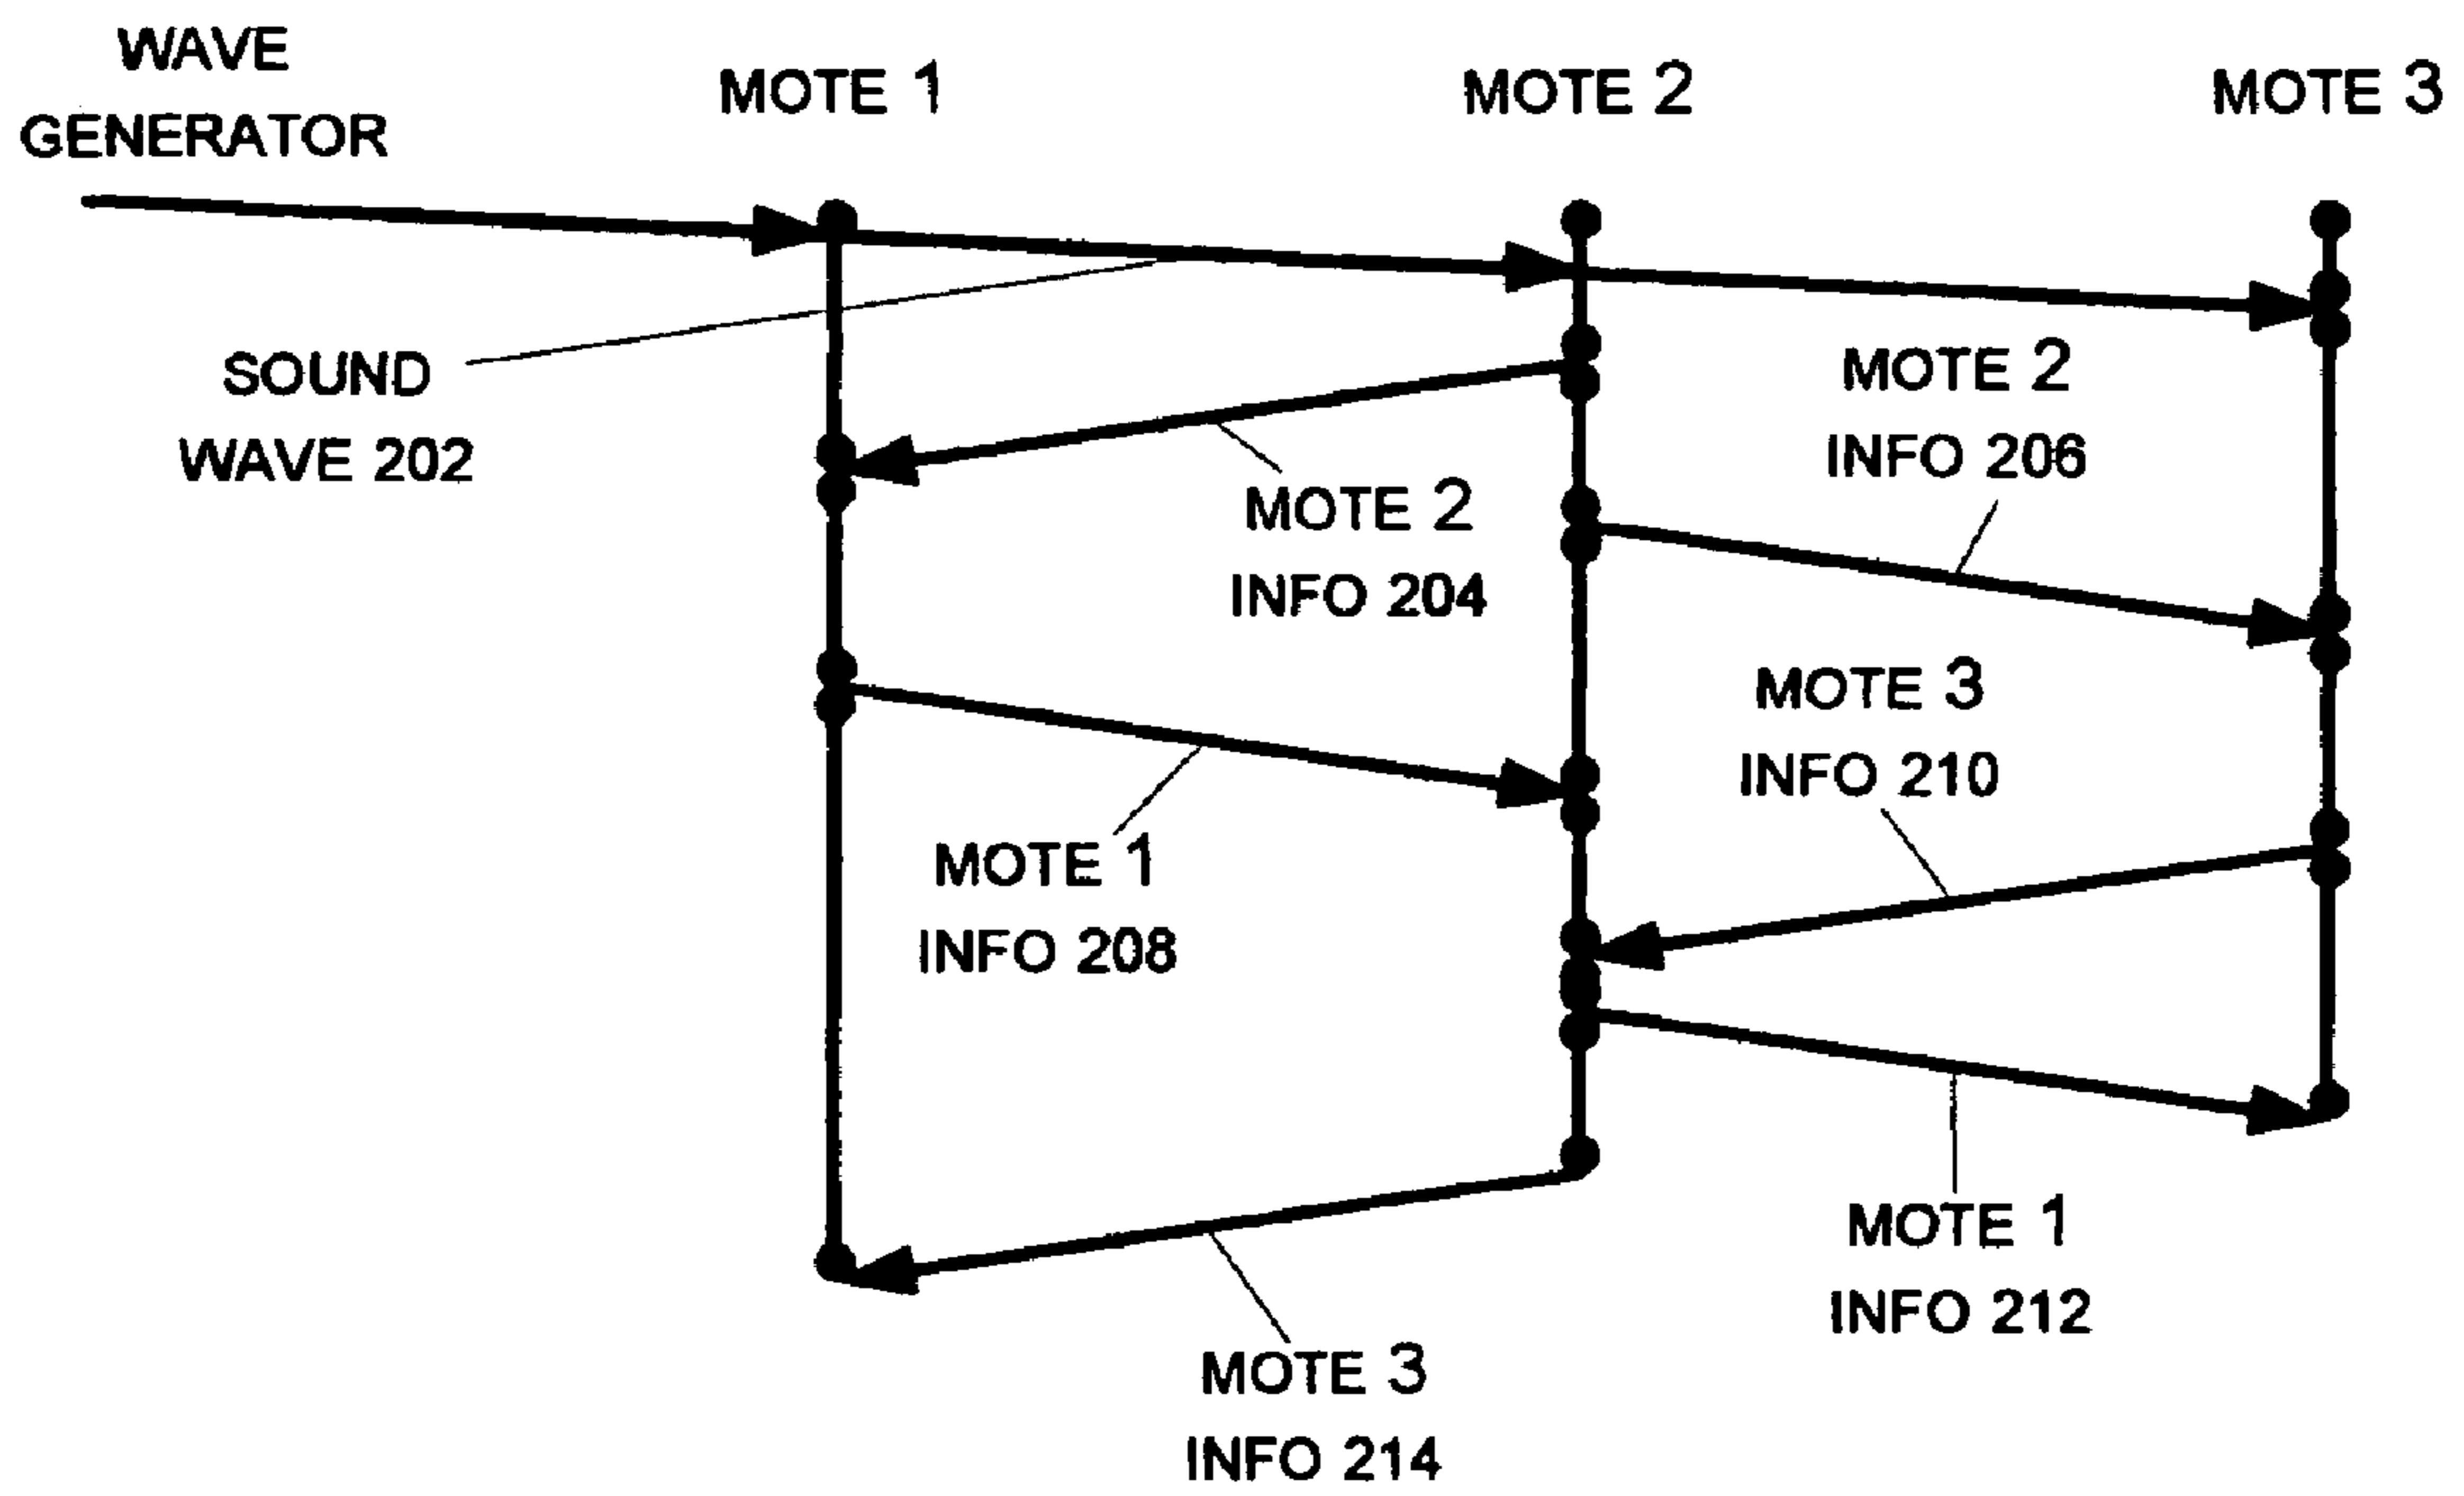 WAVE
GENERATOR
MOTE 1
MOTE 2
MOTE 3
SOUND
WAVE 202
MOTE 2
INFO 204
MOTE 2
INFO 206
MOTE 1
INFO 208
MOTE 3
INFO 210
MOTE 1
INFO 212
MOTE 3
INFO 214